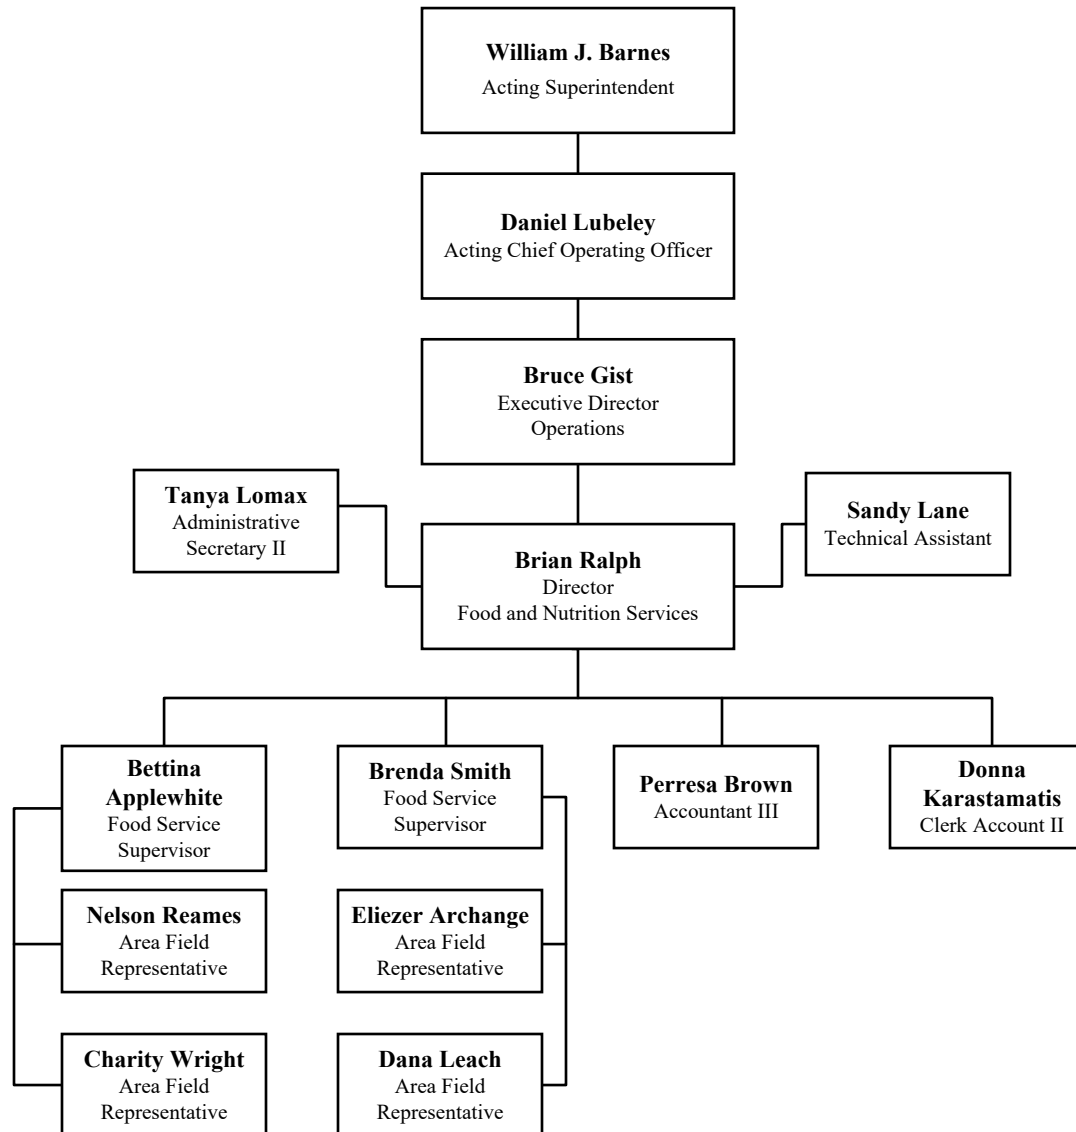 William J. Barnes
Acting Superintendent
Daniel Lubeley
Acting Chief Operating Officer
Bruce Gist
Executive Director
Operations
Tanya Lomax
Administrative
Secretary II
Sandy Lane
Technical Assistant
Brian Ralph
Director
Food and Nutrition Services
Bettina
Applewhite
Food Service
Supervisor
Brenda Smith
Food Service
Supervisor
Perresa Brown
Accountant III
Donna
Karastamatis
Clerk Account II
Nelson Reames
Area Field
Representative
Eliezer Archange
Area Field
Representative
Charity Wright
Area Field
Representative
Dana Leach
Area Field
Representative